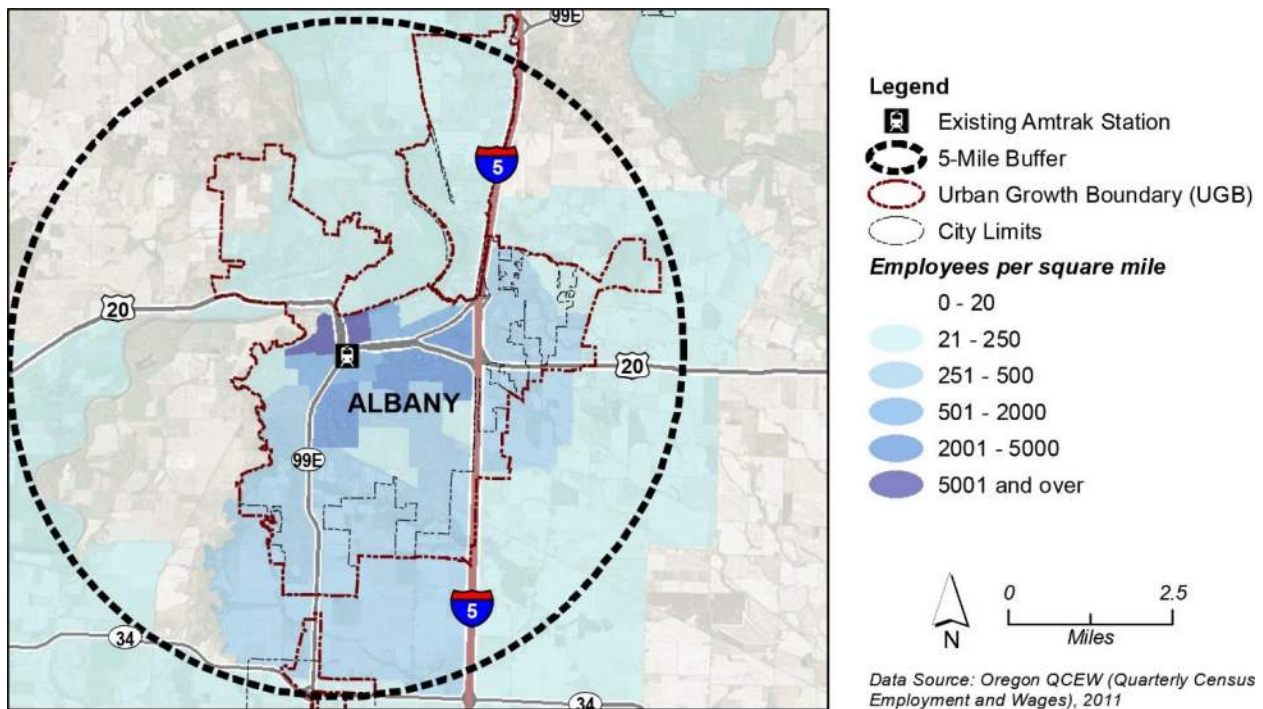 99E
5
20
20
ALBANY
99E
5
34
34
Legend
Existing Amtrak Station
5-Mile Buffer
Urban Growth Boundary (UGB)
City Limits
Employees per square mile
0 - 20
21 - 250
251 - 500
501 - 2000
2001 - 5000
5001 and over
N
0 2.5
Miles
Data Source: Oregon QCEW (Quarterly Census
Employment and Wages), 2011